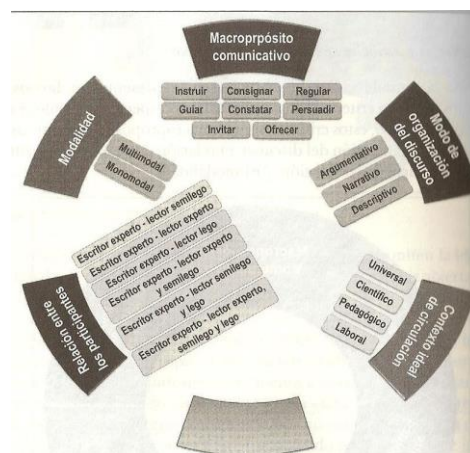 Macroprpósito
comunicativo
Instruir
Consignar
Regular
Guiar
Constatar
Persuadir
Invitar
Ofrecer
Modo de
organización
del discurso
Argumentativo
Narrativo
Descriptivo
Contexto ideal
de circulación
Universal
Científico
Pedagógico
Laboral
Relación entre
los participantes
Escritor experto - lector semilego
Escritor experto - lector experto
Escritor experto - lector lego
Escritor experto - lector experto
y semilego
Escritor experto - lector semilego
y lego
Escritor experto - lector experto,
semilego y lego
Modalidad
Multimodal
Monomodal